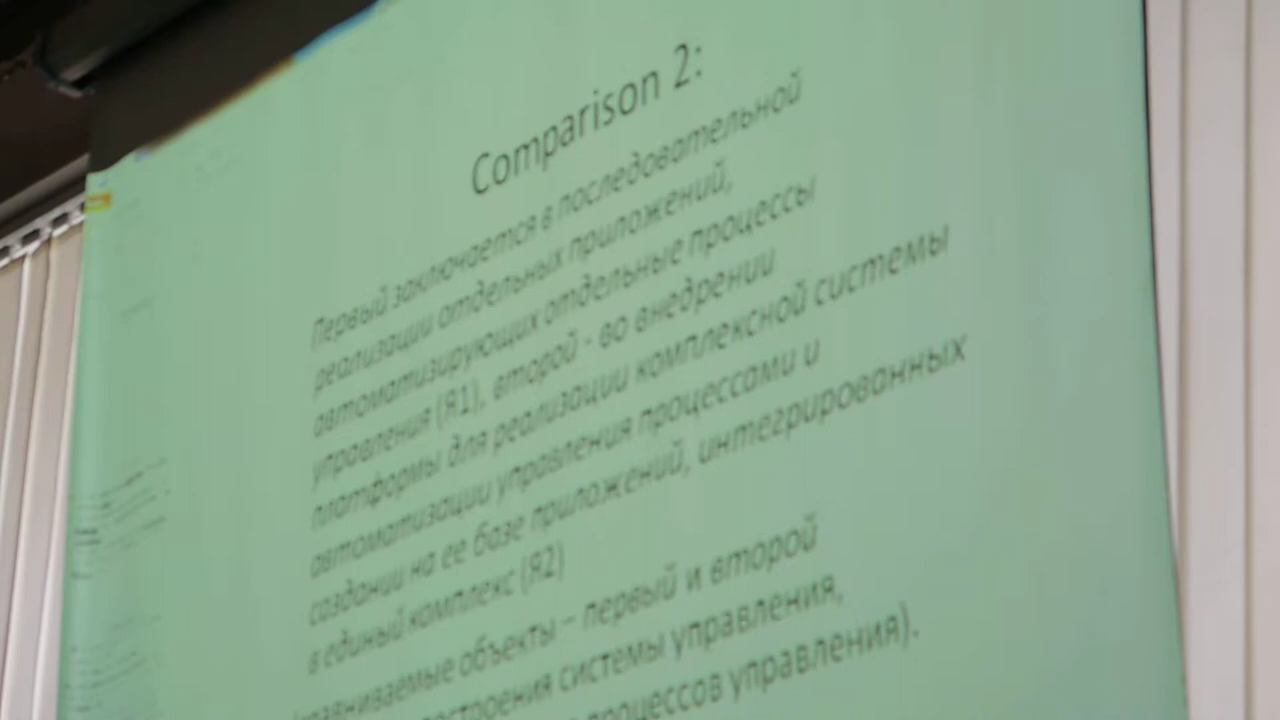 Comparison 2:
Первый заключается в последовательной
реализации отдельных приложений,
автоматизирующих отдельные процессы
управления (Я1), второй - во внедрении
платформы для реализации комплексной системы
автоматизации управления процессами и
создании на ее базе приложений, интегрированных
в единый комплекс (Я2)
объекты – первый и второй
системы управления,
процессов управления).